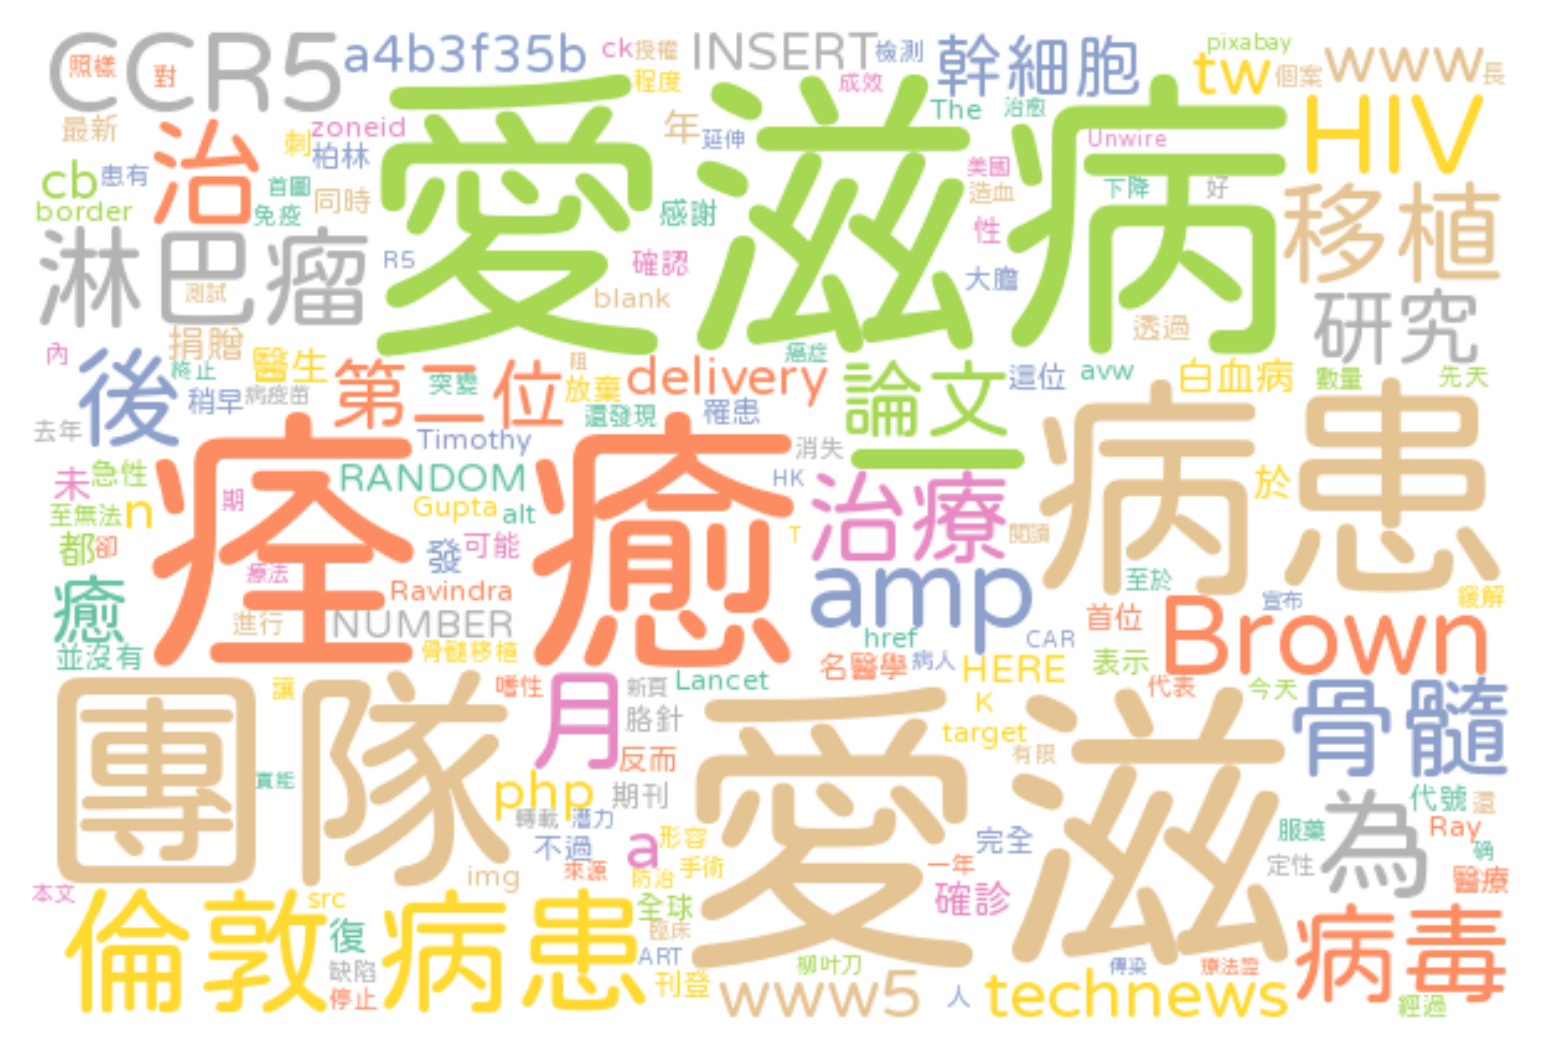 CCR5
照樣
對
a4b3f35b
ck
授權
INSERT
檢測
幹細胞
pixabay
tw
個案
www
長
程度
成效
愛滋病
The
治愈
HIV
最新
治
刺
zoneid
柏林
年
延伸
Unwire
美國
造血
下降
好
cb
患有
border
首圖
免疫
同時
感謝
性
移植
淋巴瘤
測試
R5
確認
blank
大膽
透過
研究
內
捐贈
終止
醫生
後
稍早
病疫苗
第二位
突變
阻
放棄
還發現
delivery
罹患
癌症
論文
這位
avw
白血病
數量
先天
去年
痊癒
Timothy
消失
一
病患
未
急性
期
RANDOM
Gupta
alt
HK
T
治療
閱讀
於
至無法
n
都
卻
癒
療法
發
可能
Ravindra
amp
至於
宣布
緩解
進行
NUMBER
骨髓移植
並沒有
href
CAR
首位
Brown
名醫學
病人
HERE
表示
代表
今天
團隊
讓
嗜性
月
新頁
Lancet
胳針
K
target
有限
愛滋
骨髓
實能
反而
php
期刊
轉載
潛力
不過
a
形容
手術
來源
防治
img
完全
一年
確診
代號
還
服藥
Ray
定性
為
醫療
本文
倫敦
src
復
缺陷
停止
病患
全球
臨床
ART
刊登
www5
柳叶刀
人
technews
傳染
療法證
病毒
經過